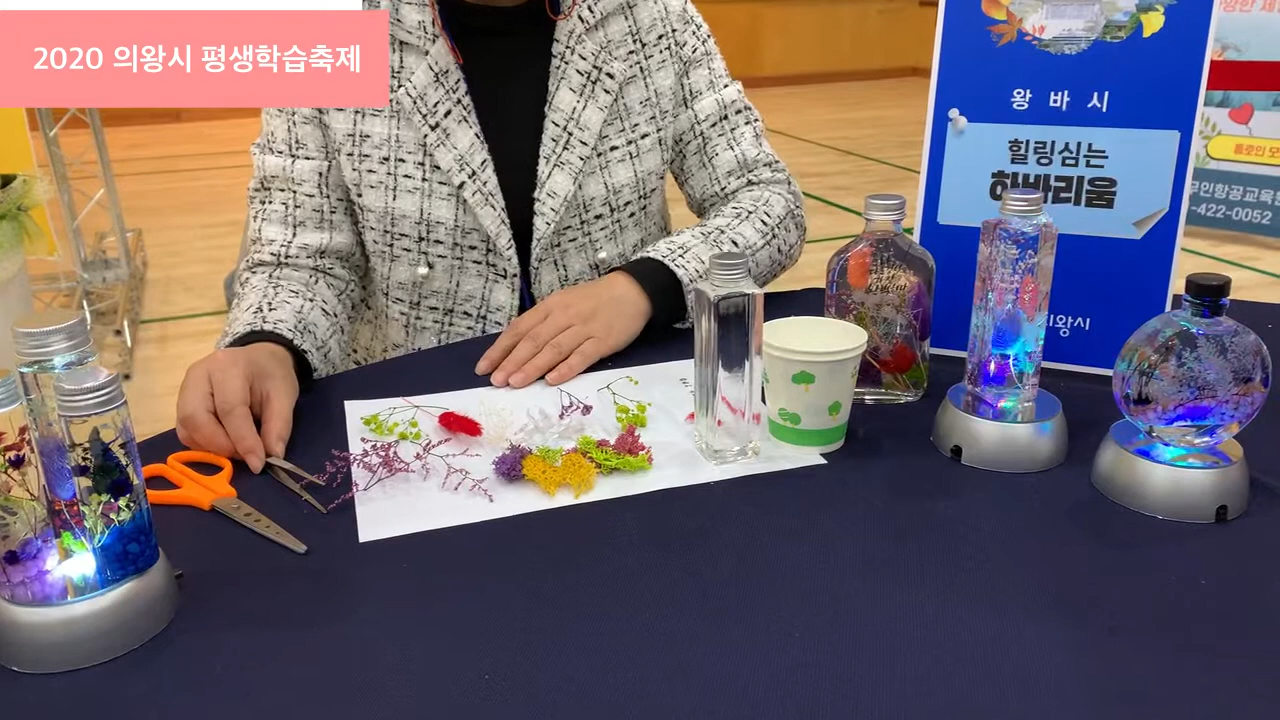 2020 의왕시 평생학습축제
왕 바 시
힐링심는
하바리움
의왕시
-422-0052